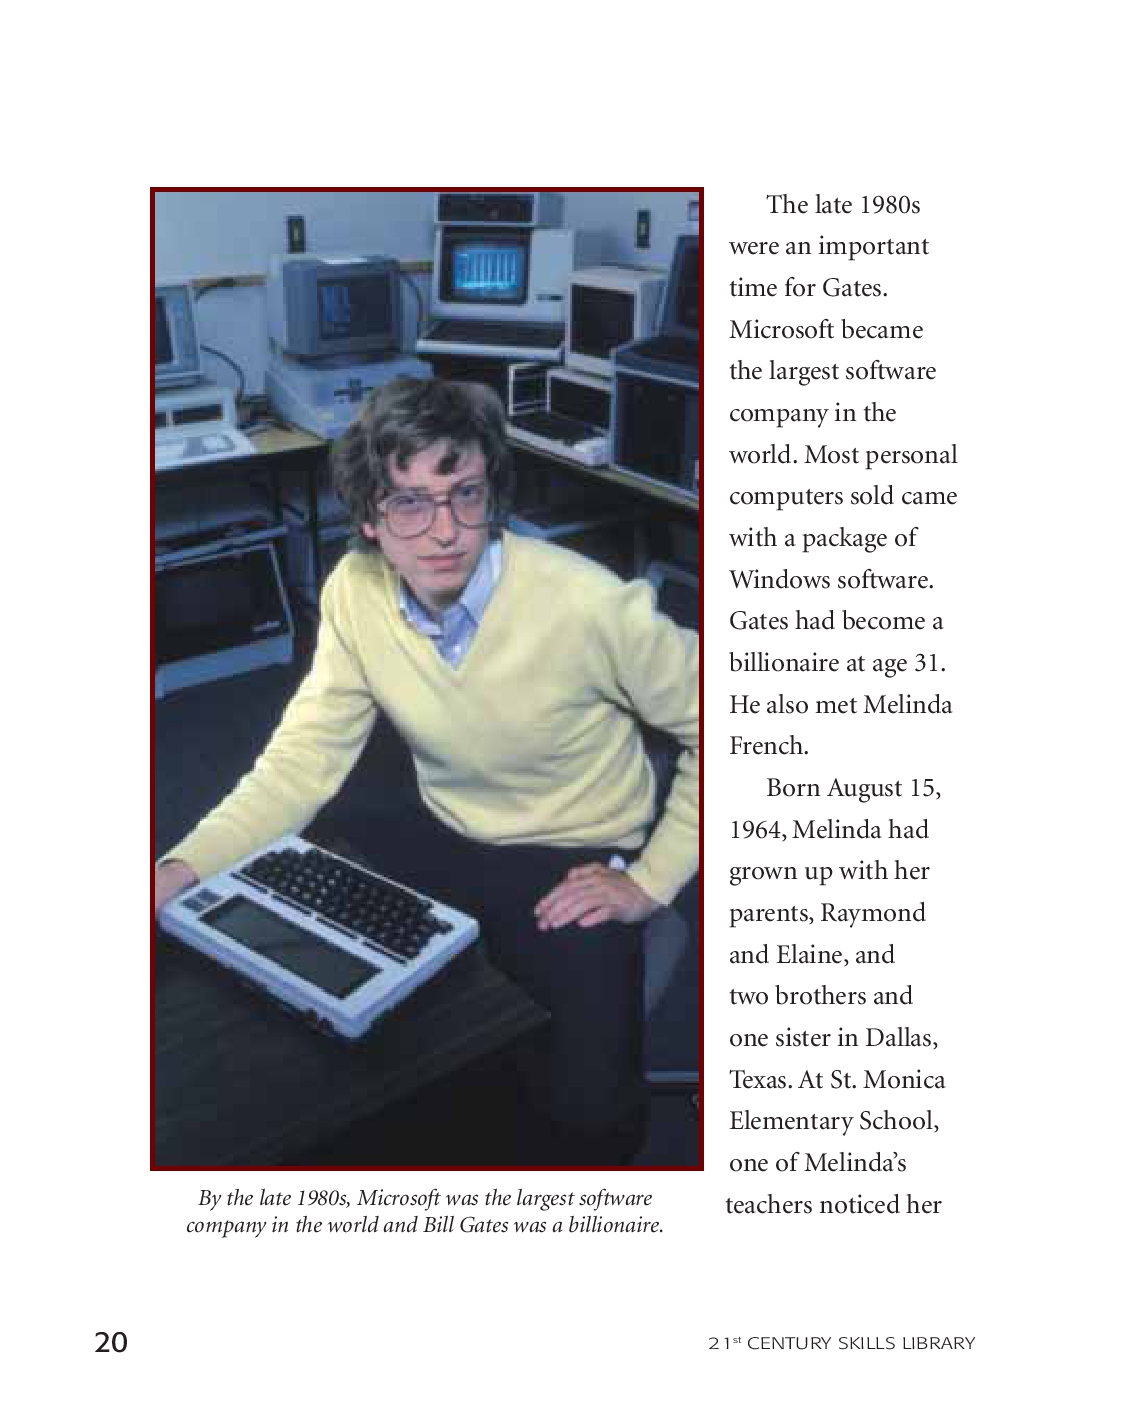 The late 1980s
were an important
time for Gates.
Microsoft became
the largest software
company in the
world. Most personal
computers sold came
with a package of
Windows software.
Gates had become a
billionaire at age 31.
He also met Melinda
French.
Born August 15,
1964, Melinda had
grown up with her
parents, Raymond
and Elaine, and
two brothers and
one sister in Dallas,
Texas. At St. Monica
Elementary School,
one of Melinda’s
teachers noticed her
By the late 1980s, Microsoft was the largest software
company in the world and Bill Gates was a billionaire.
20
21st CENTURY SKILLS LIBRARY